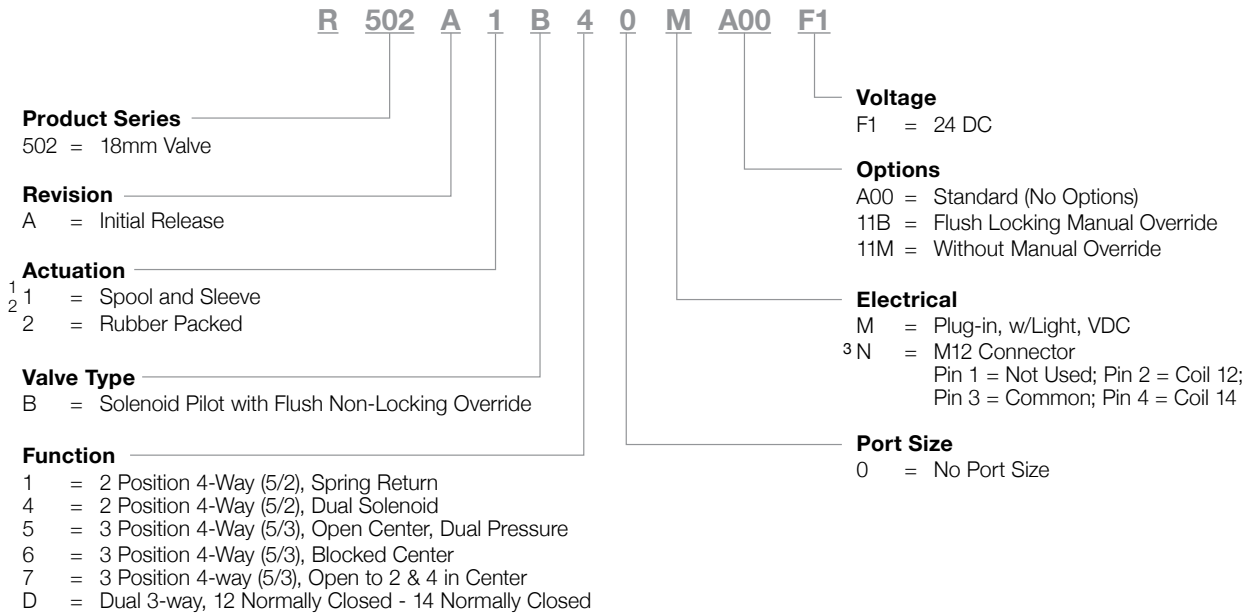 R 502 A 1 B 4 0 M A00 F1
Product Series
502 = 18mm Valve
Revision
A = Initial Release
Actuation
1 1 = Spool and Sleeve
2 2 = Rubber Packed
Valve Type
B = Solenoid Pilot with Flush Non-Locking Override
Function
1 = 2 Position 4-Way (5/2), Spring Return
4 = 2 Position 4-Way (5/2), Dual Solenoid
5 = 3 Position 4-Way (5/3), Open Center, Dual Pressure
6 = 3 Position 4-Way (5/3), Blocked Center
7 = 3 Position 4-way (5/3), Open to 2 & 4 in Center
D = Dual 3-way, 12 Normally Closed - 14 Normally Closed
Voltage
F1 = 24 DC
Options
A00 = Standard (No Options)
11B = Flush Locking Manual Override
11M = Without Manual Override
Electrical
M = Plug-in, w/Light, VDC
3 N = M12 Connector
Pin 1 = Not Used; Pin 2 = Coil 12;
Pin 3 = Common; Pin 4 = Coil 14
Port Size
0 = No Port Size